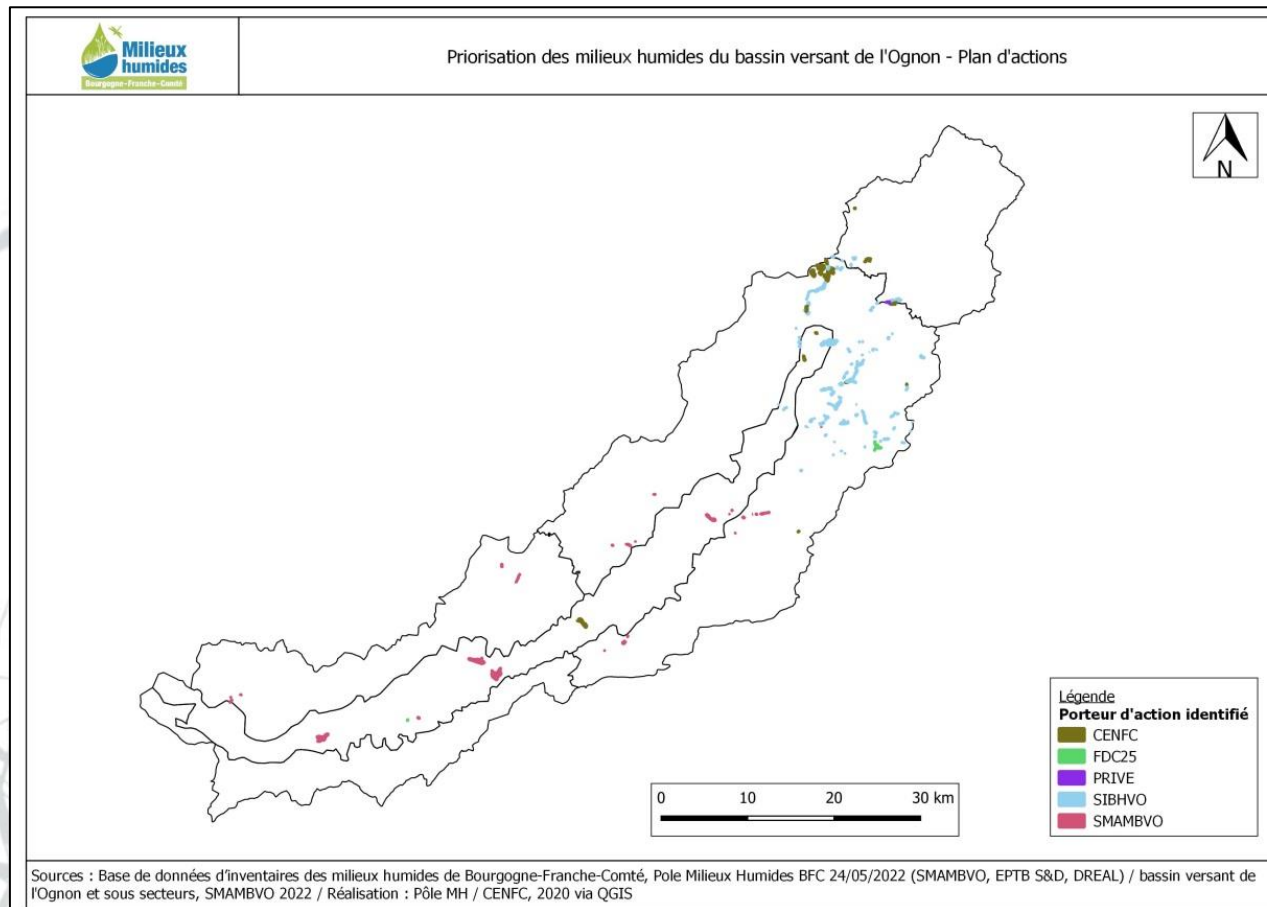 Milieux
humides
Bourgogne-Franche-Comté
Priorisation des milieux humides du bassin versant de l'Ognon - Plan d'actions
N
Légende
Porteur d'action identifié
CENFC
FDC25
PRIVE
SIBHVO
SMAMBVO
0 10 20 30 km
Sources : Base de données d'inventaires des milieux humides de Bourgogne-Franche-Comté, Pole Milieux Humides BFC 24/05/2022 (SMAMBVO, EPTB S&D, DREAL) / bassin versant de
l'Ognon et sous secteurs, SMAMBVO 2022 / Réalisation : Pôle MH / CENFC, 2020 via QGIS